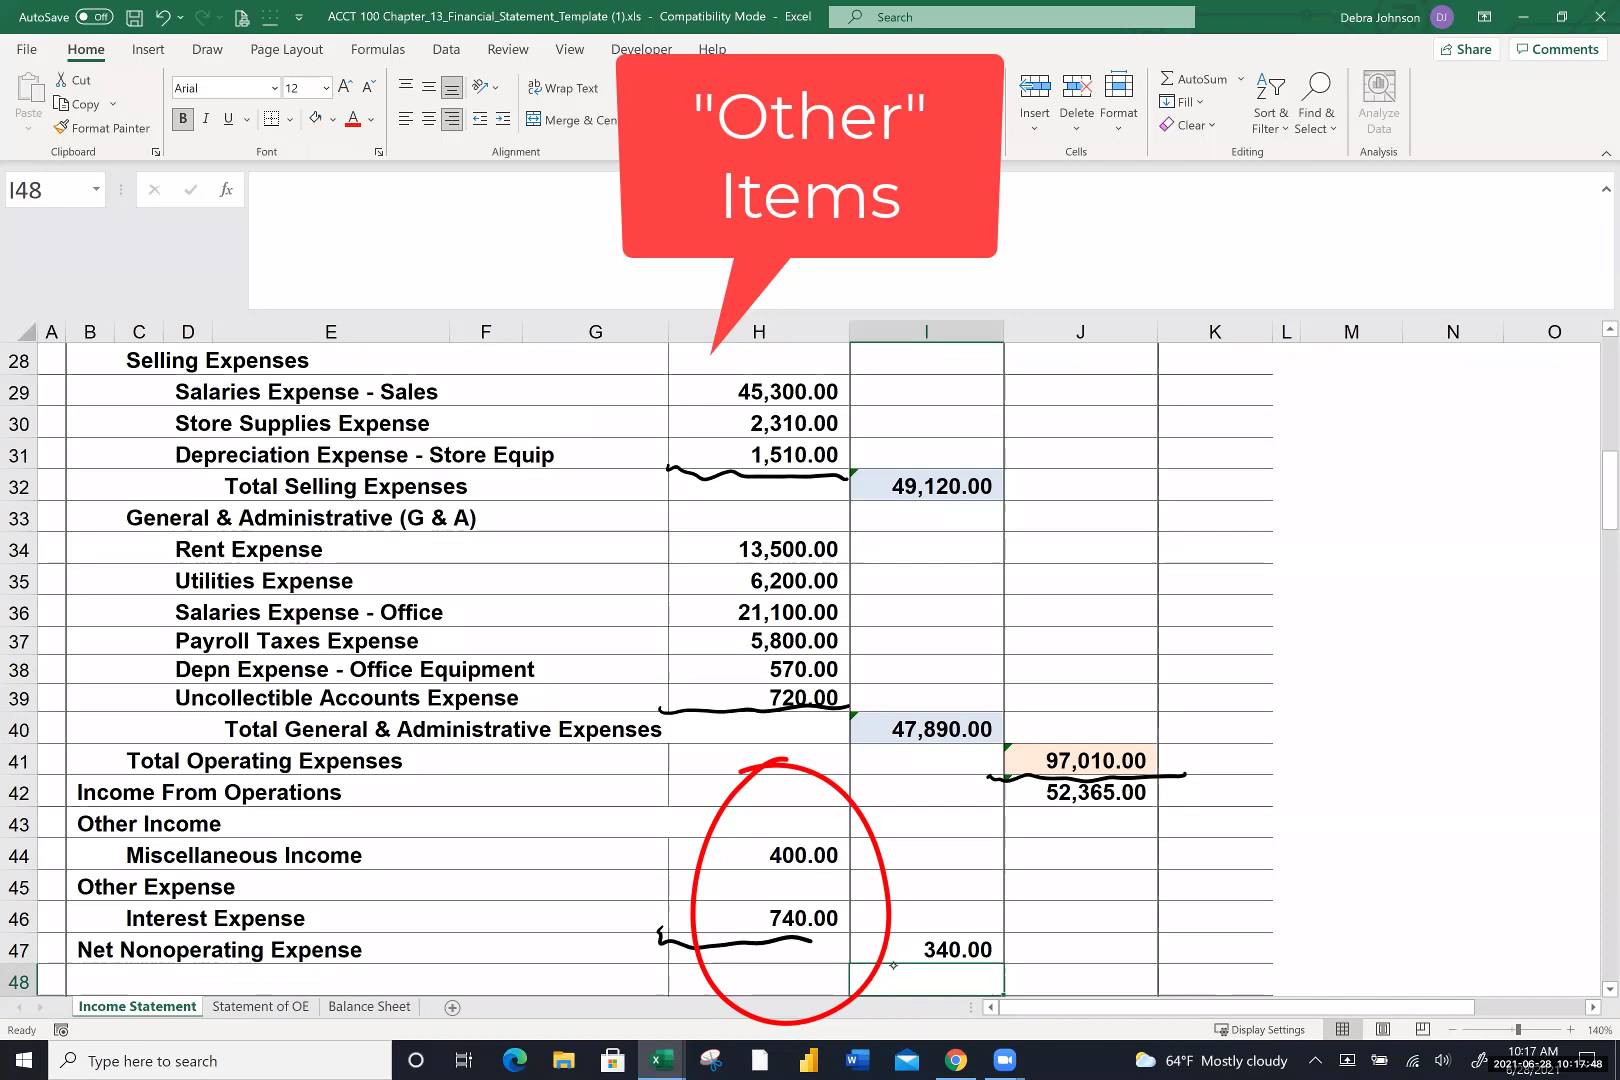 AutoSave Off ACCT 100 Chapter_13_Financial_Statement_Template (1).xls - Compatibility Mode - Excel Search Debra Johnson DJ
File Home Insert Draw Page Layout Formulas Data Review View Developer Help Share Comments
"Other"
Items
Paste
Cut
Copy
Format Painter
Clipboard
Arial 12
B I U
Font
Wrap Text
Merge & Cen
Alignment
Insert Delete Format
Cells
AutoSum
Fill
Clear
Sort & Filter
Find & Select
Editing
Analyze Data
Analysis
I48 fx
A B C D E F G H I J K L M N O
28 Selling Expenses
29 Salaries Expense - Sales 45,300.00
30 Store Supplies Expense 2,310.00
31 Depreciation Expense - Store Equip 1,510.00
32 Total Selling Expenses 49,120.00
33 General & Administrative (G & A)
34 Rent Expense 13,500.00
35 Utilities Expense 6,200.00
36 Salaries Expense - Office 21,100.00
37 Payroll Taxes Expense 5,800.00
38 Depn Expense - Office Equipment 570.00
39 Uncollectible Accounts Expense 720.00
40 Total General & Administrative Expenses 47,890.00
41 Total Operating Expenses 97,010.00
42 Income From Operations 52,365.00
43 Other Income
44 Miscellaneous Income 400.00
45 Other Expense
46 Interest Expense 740.00
47 Net Nonoperating Expense 340.00
48
Income Statement Statement of OE Balance Sheet
Ready Display Settings 140%
Type here to search 64°F Mostly cloudy 10:17 AM
2021-06-28 10:17:48